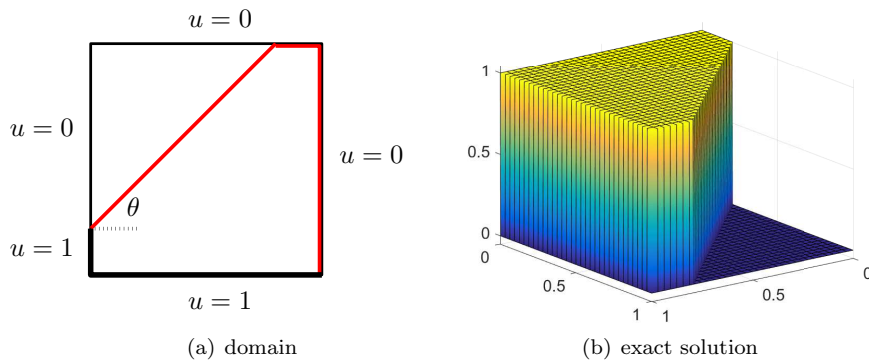 u = 0
u = 0
u = 0
θ
u = 1
u = 1
(a) domain
1
0.5
0
0
0.5
1
1
0.5
0
(b) exact solution